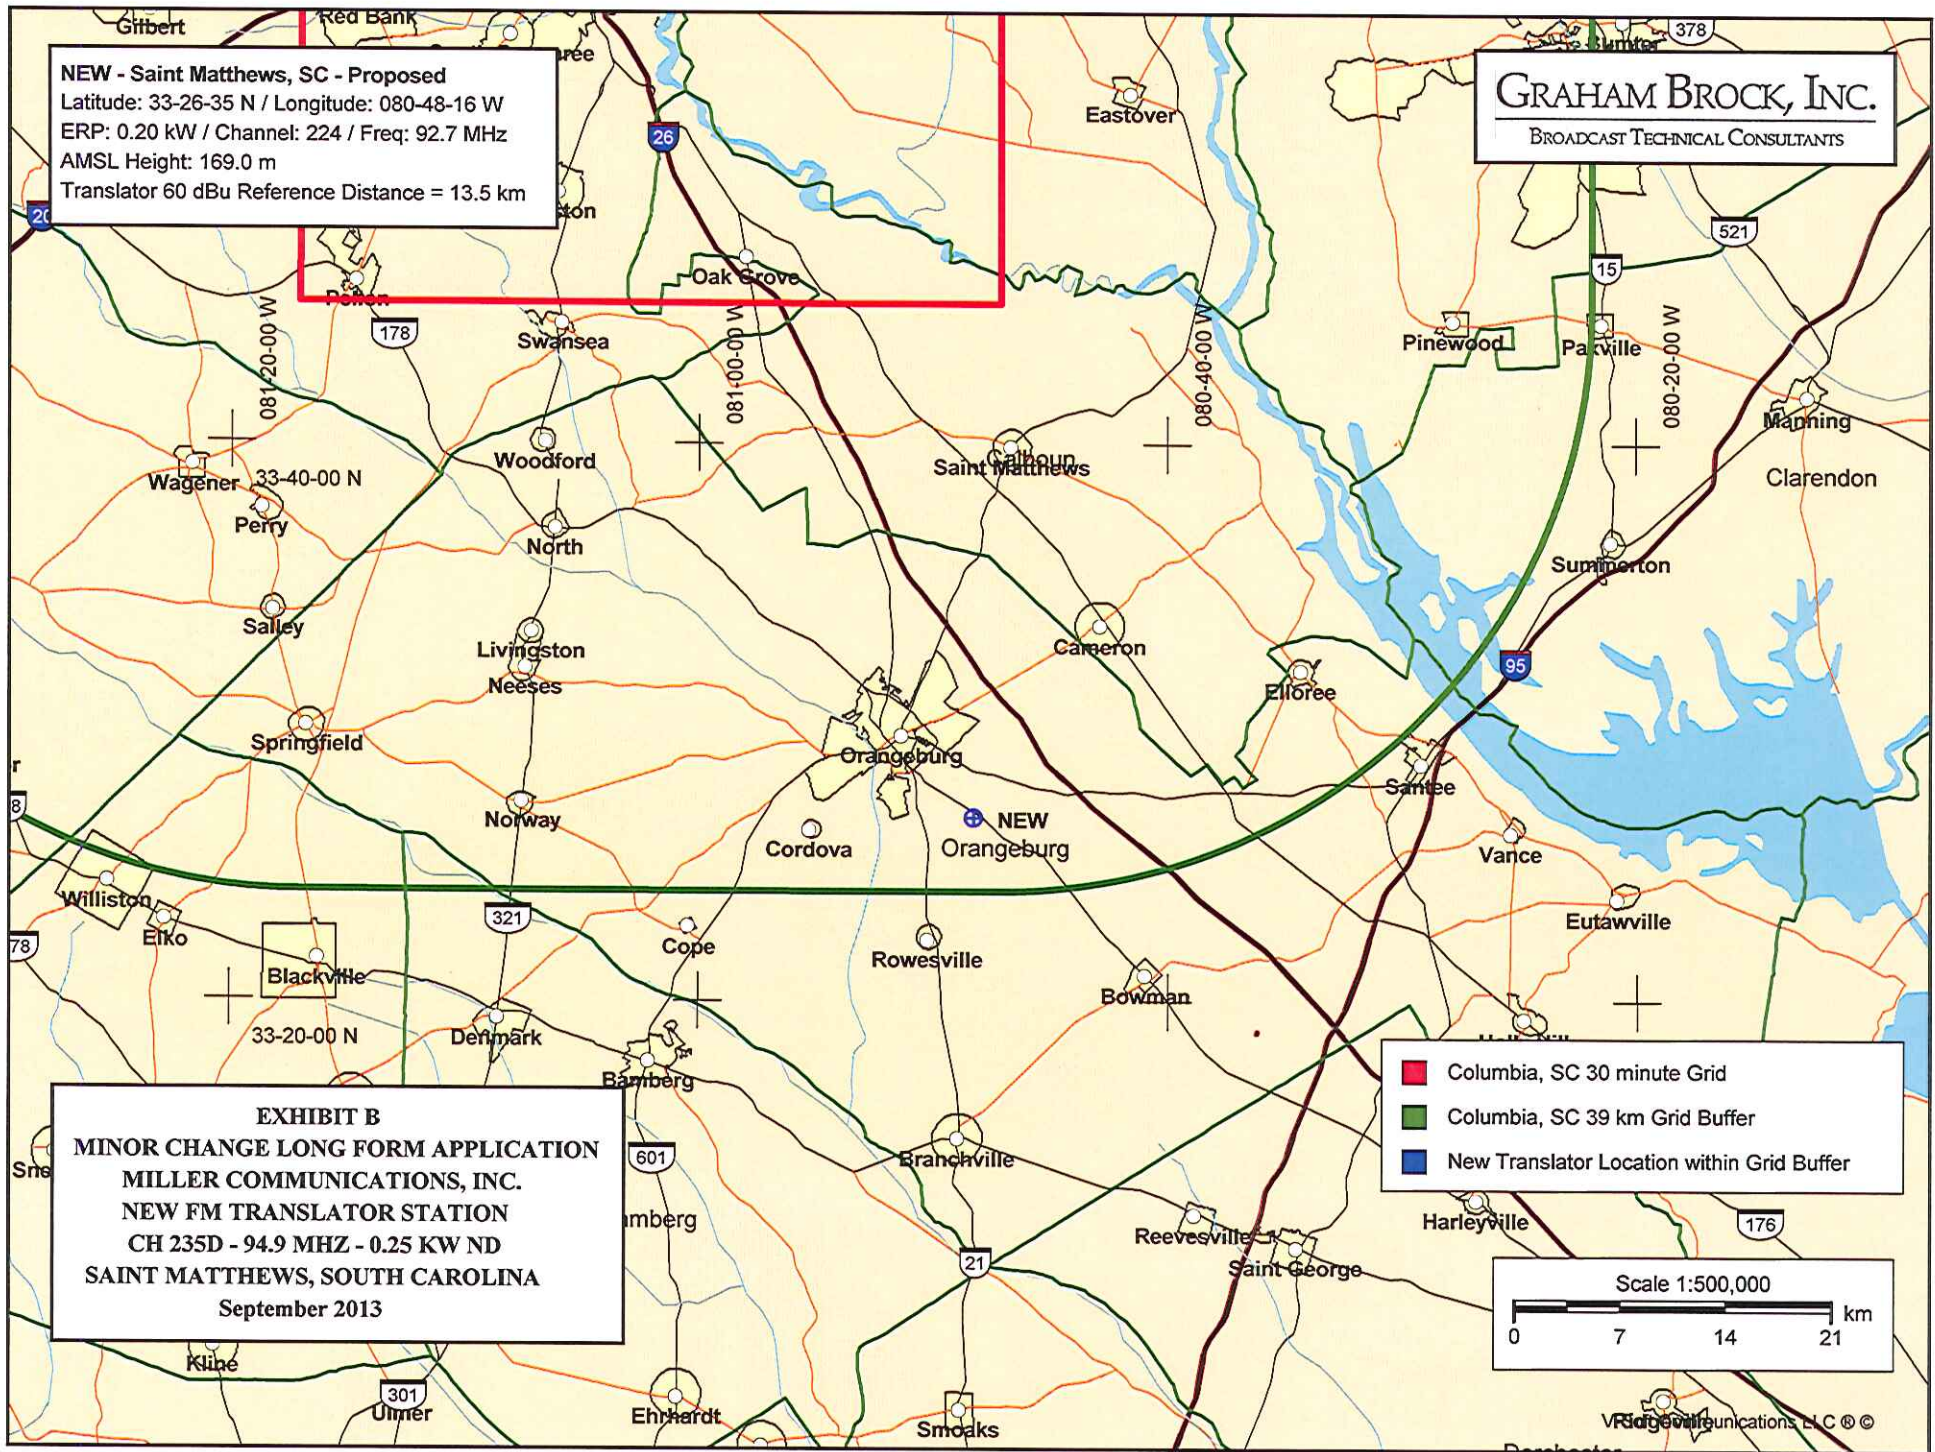 Gilbert
Red Bank
Sumter
378
NEW - Saint Matthews, SC - Proposed
Latitude: 33-26-35 N / Longitude: 080-48-16 W
ERP: 0.20 kW / Channel: 224 / Freq: 92.7 MHz
AMSL Height: 169.0 m
Translator 60 dBu Reference Distance = 13.5 km
GRAHAM BROCK, INC.
BROADCAST TECHNICAL CONSULTANTS
Eastover
26
20
521
15
Oak Grove
Pelion
178
Swansea
081-20-00 W
081-00-00 W
080-40-00 W
080-20-00 W
Pinewood
Paxville
Manning
Clarendon
Woodford
Calhoun
Saint Matthews
Wagener
33-40-00 N
Perry
North
Summerton
Salley
Livingston
Neeses
Cameron
95
Elloree
Springfield
Orangeburg
Santee
Norway
Cordova
NEW
Orangeburg
Vance
Williston
Elko
321
Cope
Rowesville
Eutawville
78
Blackville
Bowman
33-20-00 N
Denmark
Bamberg
Columbia, SC 30 minute Grid
Columbia, SC 39 km Grid Buffer
New Translator Location within Grid Buffer
EXHIBIT B
MINOR CHANGE LONG FORM APPLICATION
MILLER COMMUNICATIONS, INC.
NEW FM TRANSLATOR STATION
CH 235D - 94.9 MHZ - 0.25 KW ND
SAINT MATTHEWS, SOUTH CAROLINA
September 2013
601
Branchville
Reevesville
Harleyville
176
21
Saint George
Scale 1:500,000
0 7 14 21 km
Kline
301
Ulmer
Ehrhardt
Smoaks
Ridgeville
Dorchester